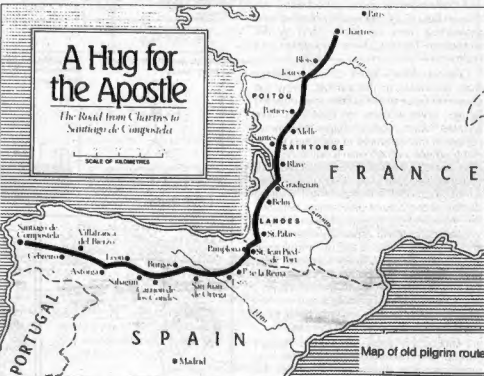 Paris
Chartres
A Hug for
the Apostle
The Road from Chartres to
Santiago de Compostela
SCALE OF KILOMETRES
Blois
Tours
POITOU
Poitiers
Melle
Saintes
SAINTONGE
Blaye
FRANCE
Gradignan
Belin
Garonne
LANDES
St. Palais
Santiago de
Compostela
Villafranca
del Bierzo
Pamplona
St. Jean Pied-
de-Port
Cebreiro
Leon
Burgos
Pte la Reina
Astorga
Sahagun
Carrion de
los Condes
San Juan
de Ortega
Ebro
PORTUGAL
SPAIN
Madrid
Map of old pilgrim route